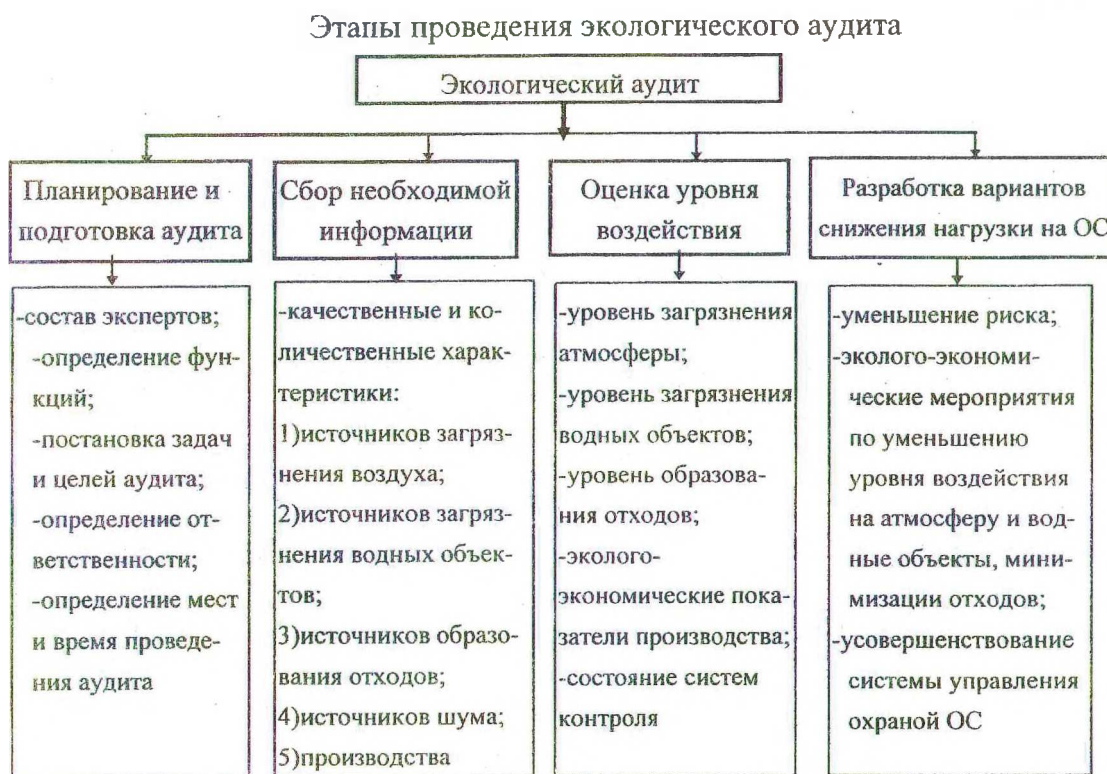 Этапы проведения экологического аудита
Экологический аудит
Планирование и
подготовка аудита
Сбор необходимой
информации
Оценка уровня
воздействия
Разработка вариантов
снижения нагрузки на ОС
-состав экспертов;
-определение фун-
кций;
-постановка задач
и целей аудита;
-определение от-
ветственности;
-определение мест
и время проведе-
ния аудита
-качественные и ко-
личественные харак-
теристики:
1)источников загряз-
нения воздуха;
2)источников загряз-
нения водных объек-
тов;
3)источников образо-
вания отходов;
4)источников шума;
5)производства
-уровень загрязнения
атмосферы;
-уровень загрязнения
водных объектов;
-уровень образова-
ния отходов;
-эколого-
экономические пока-
затели производства;
-состояние систем
контроля
-уменьшение риска;
-эколого-экономи-
ческие мероприятия
по уменьшению
уровня воздействия
на атмосферу и вод-
ные объекты, мини-
мизации отходов;
-усовершенствование
системы управления
охраной ОС